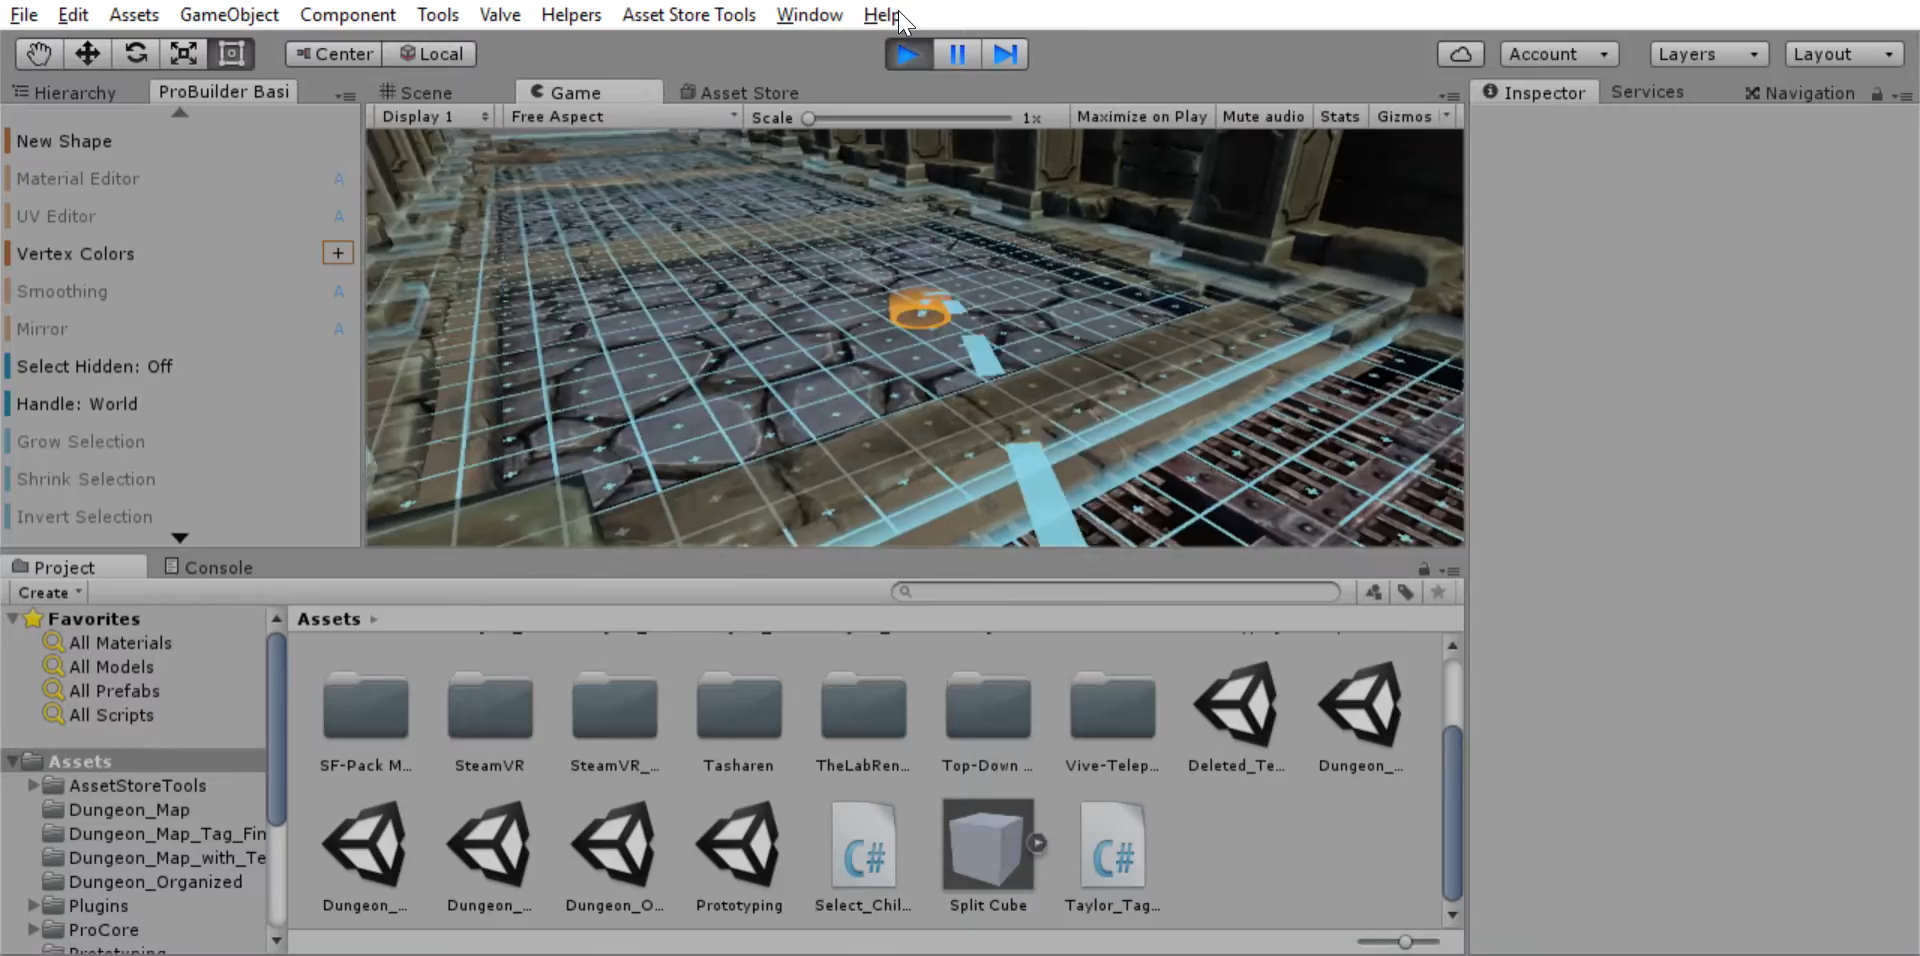 File Edit Assets GameObject Component Tools Valve Helpers Asset Store Tools Window Help
Center Local Account Layers Layout
Hierarchy ProBuilder Basi Scene Game Asset Store Inspector Services Navigation
Display 1 Free Aspect Scale 1x Maximize on Play Mute audio Stats Gizmos
New Shape
Material Editor A
UV Editor A
Vertex Colors +
Smoothing A
Mirror A
Select Hidden: Off
Handle: World
Grow Selection
Shrink Selection
Invert Selection
Project Console
Create
Favorites
All Materials
All Models
All Prefabs
All Scripts
Assets
AssetStoreTools
Dungeon_Map
Dungeon_Map_Tag_Fin
Dungeon_Map_with_Te
Dungeon_Organized
Plugins
ProCore
Prototyping
Assets
SF-Pack M... SteamVR SteamVR_... Tasharen TheLabRen... Top-Down ... Vive-Telep... Deleted_Te... Dungeon_...
C# C#
Dungeon_... Dungeon_... Dungeon_O... Prototyping Select_Chil... Split Cube Taylor_Tag...